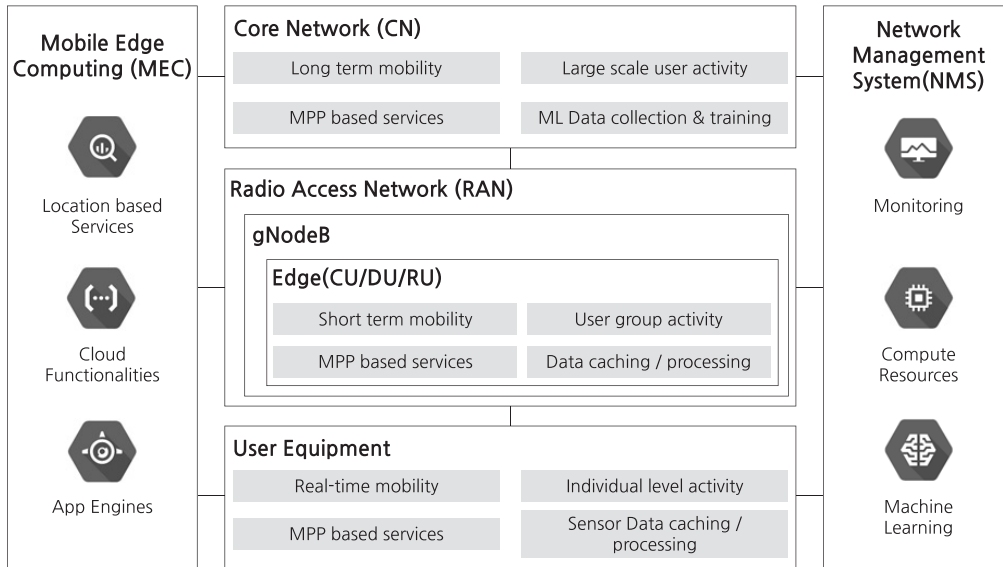 Mobile Edge
Computing (MEC)
Location based
Services
Cloud
Functionalities
App Engines
Core Network (CN)
Long term mobility
Large scale user activity
MPP based services
ML Data collection & training
Radio Access Network (RAN)
gNodeB
Edge(CU/DU/RU)
Short term mobility
User group activity
MPP based services
Data caching / processing
User Equipment
Real-time mobility
Individual level activity
MPP based services
Sensor Data caching /
processing
Network
Management
System(NMS)
Monitoring
Compute
Resources
Machine
Learning